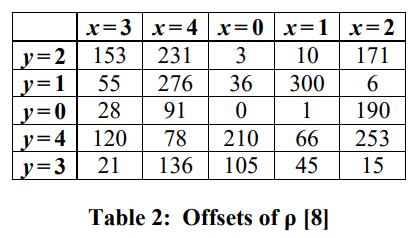 x=3 x=4 x=0 x=1 x=2
y=2 153 231 3 10 171
y=1 55 276 36 300 6
y=0 28 91 0 1 190
y=4 120 78 210 66 253
y=3 21 136 105 45 15
Table 2: Offsets of ρ [8]